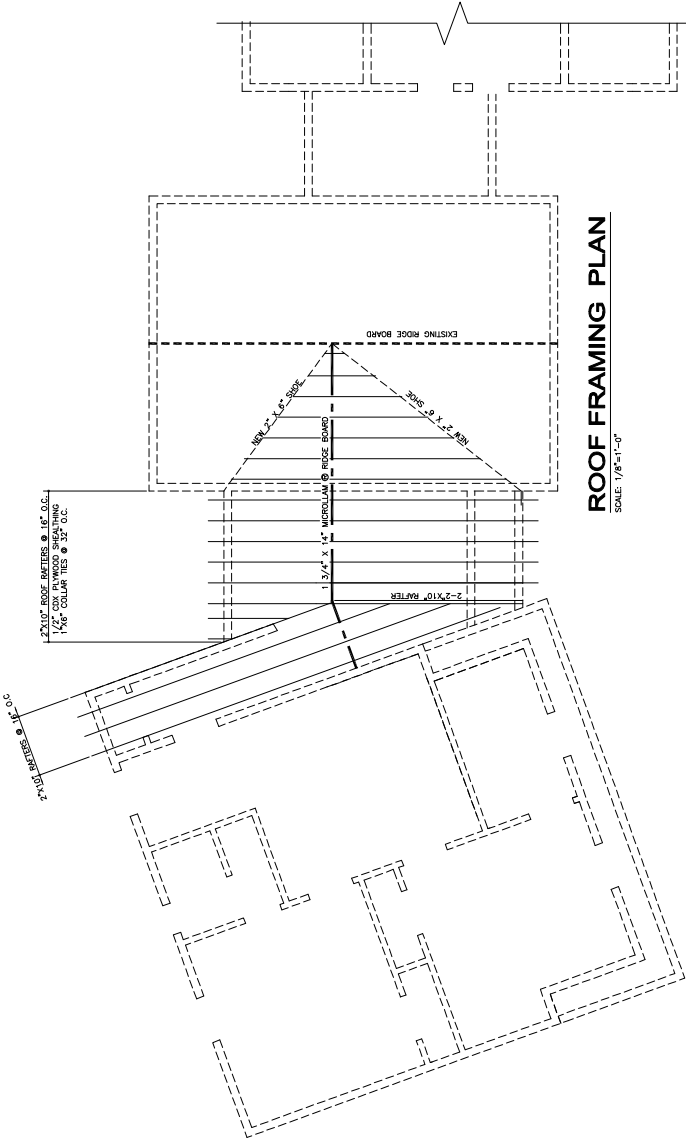 EXISTING RIDGE BOARD
NEW 2" X 6" SHOE
NEW 2" X 6" SHOE
1 3/4" X 14" MICROLLAM @ RIDGE BOARD
2-2"X10" RAFTER
2"X10" ROOF RAFTERS @ 16" O.C.
1/2" CDX PLYWOOD SHEALTHING
1"X6" COLLAR TIES @ 32" O.C.
2"X10" RAFTERS @ 16" O.C
ROOF FRAMING PLAN
SCALE: 1/8"=1'-0"